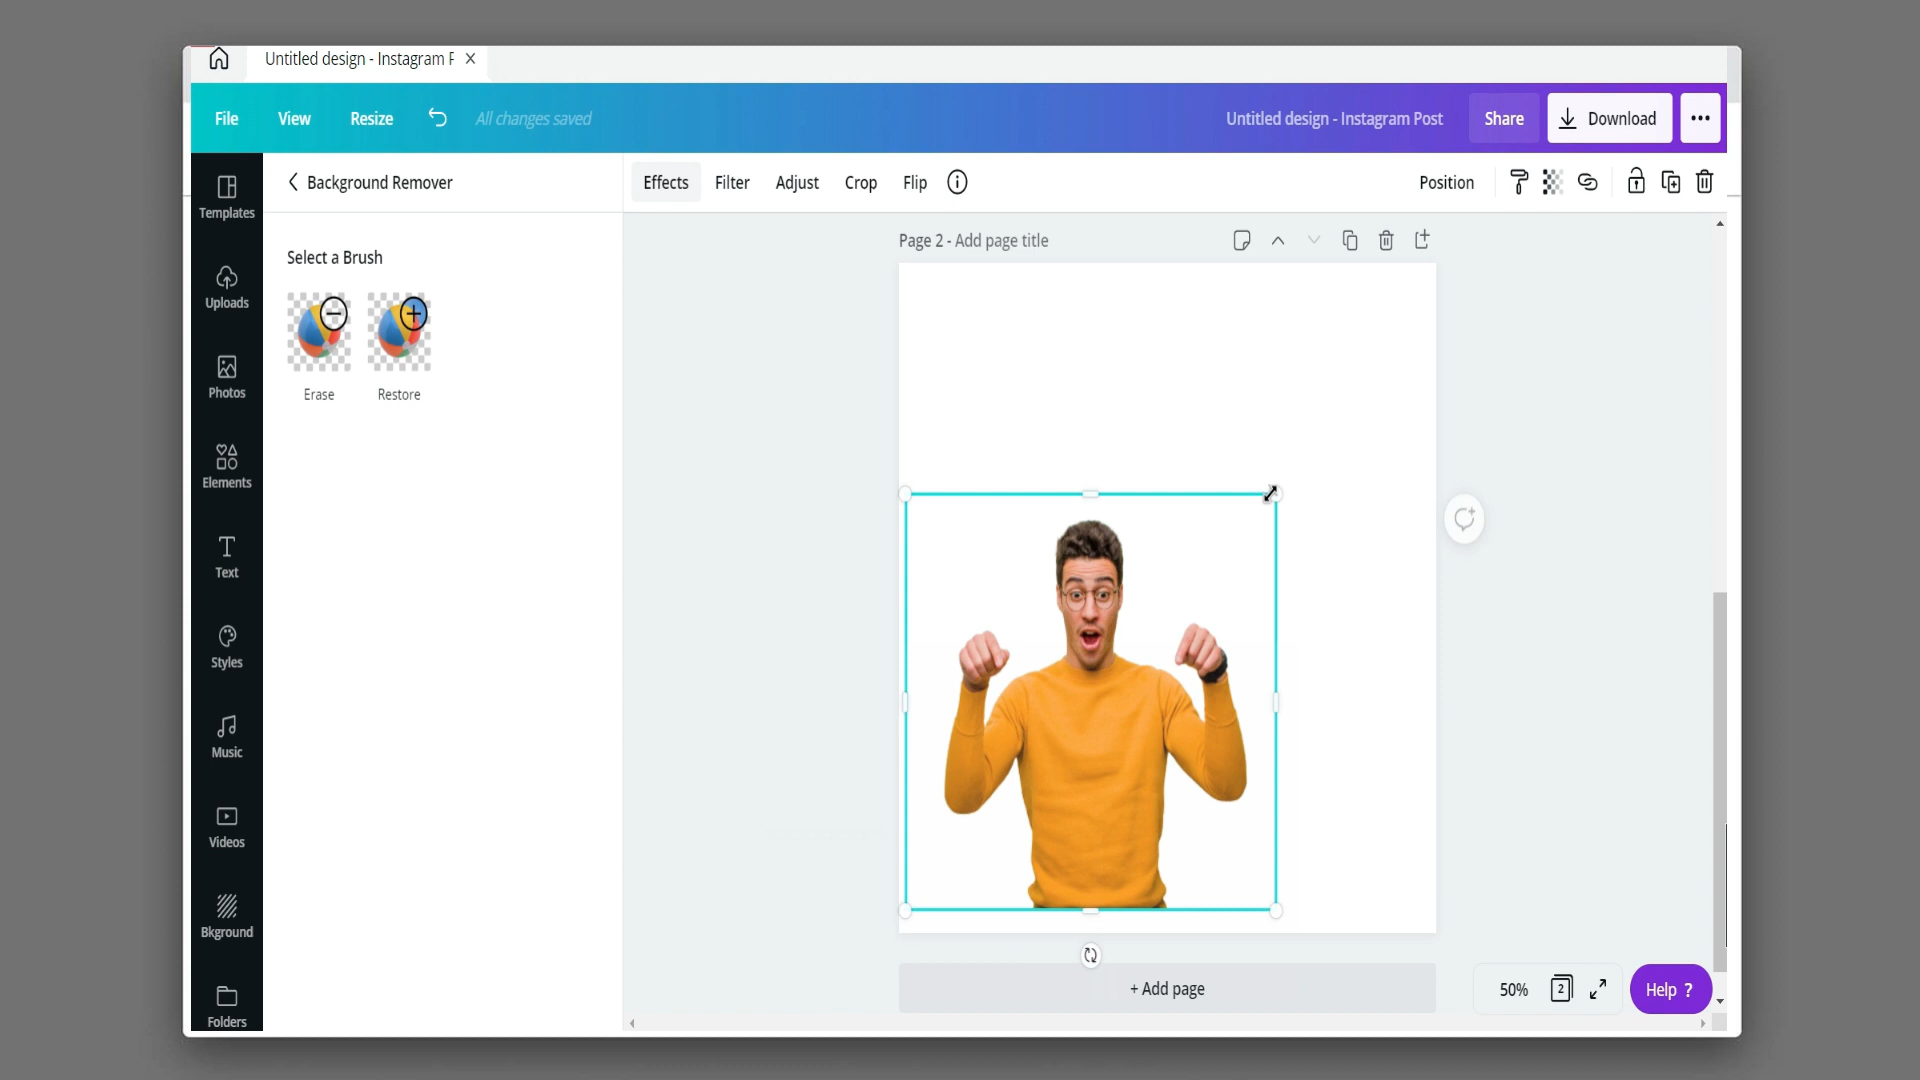 Untitled design - Instagram F
File View Resize All changes saved Untitled design - Instagram Post Share Download
Templates
Uploads
Photos
Elements
Text
Styles
Music
Videos
Bkground
Folders
Background Remover
Select a Brush
Erase Restore
Effects Filter Adjust Crop Flip Position
Page 2 - Add page title
+ Add page
50% 2 Help ?